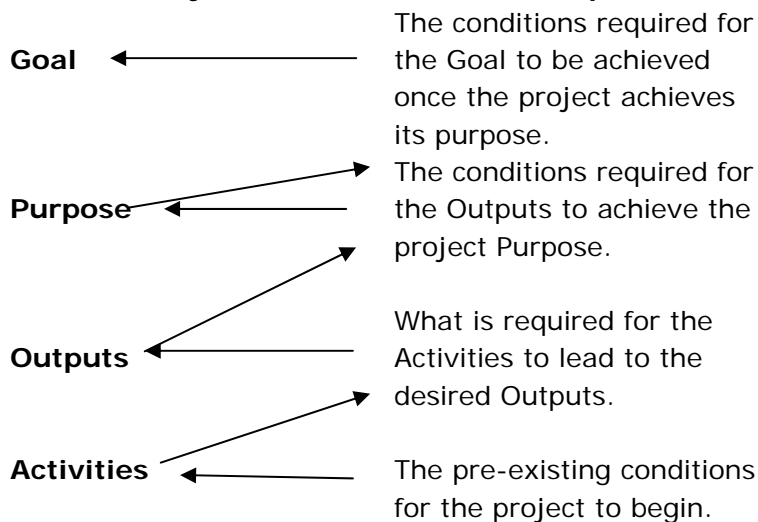 The conditions required for
Goal
the Goal to be achieved
once the project achieves
its purpose.
The conditions required for
Purpose
the Outputs to achieve the
project Purpose.
What is required for the
Outputs
Activities to lead to the
desired Outputs.
Activities
The pre-existing conditions
for the project to begin.